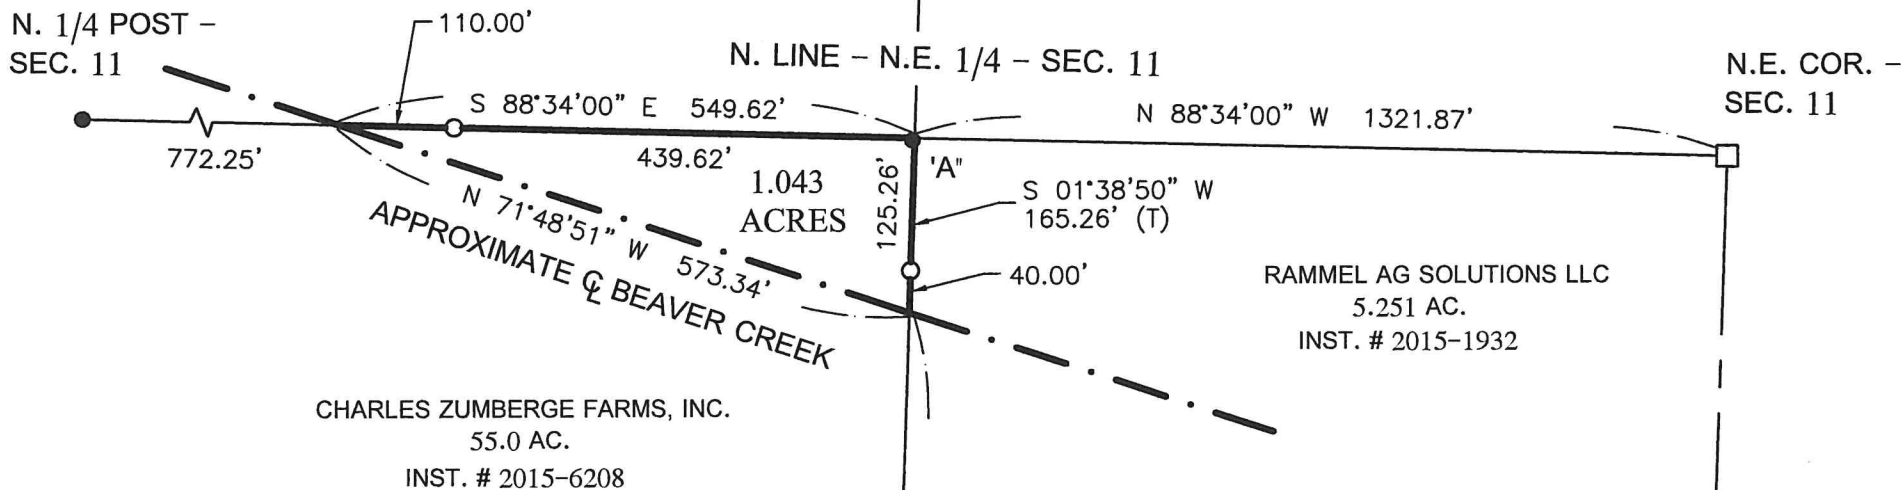 N. 1/4 POST –
SEC. 11
110.00'
N. LINE – N.E. 1/4 – SEC. 11
N.E. COR. –
SEC. 11
S 88°34'00" E 549.62'
N 88°34'00" W 1321.87'
772.25'
439.62'
'A"
1.043
ACRES
125.26'
S 01°38'50" W
165.26' (T)
N 71°48'51" W 573.34'
APPROXIMATE ℄ BEAVER CREEK
40.00'
RAMMEL AG SOLUTIONS LLC
5.251 AC.
INST. # 2015-1932
CHARLES ZUMBERGE FARMS, INC.
55.0 AC.
INST. # 2015-6208